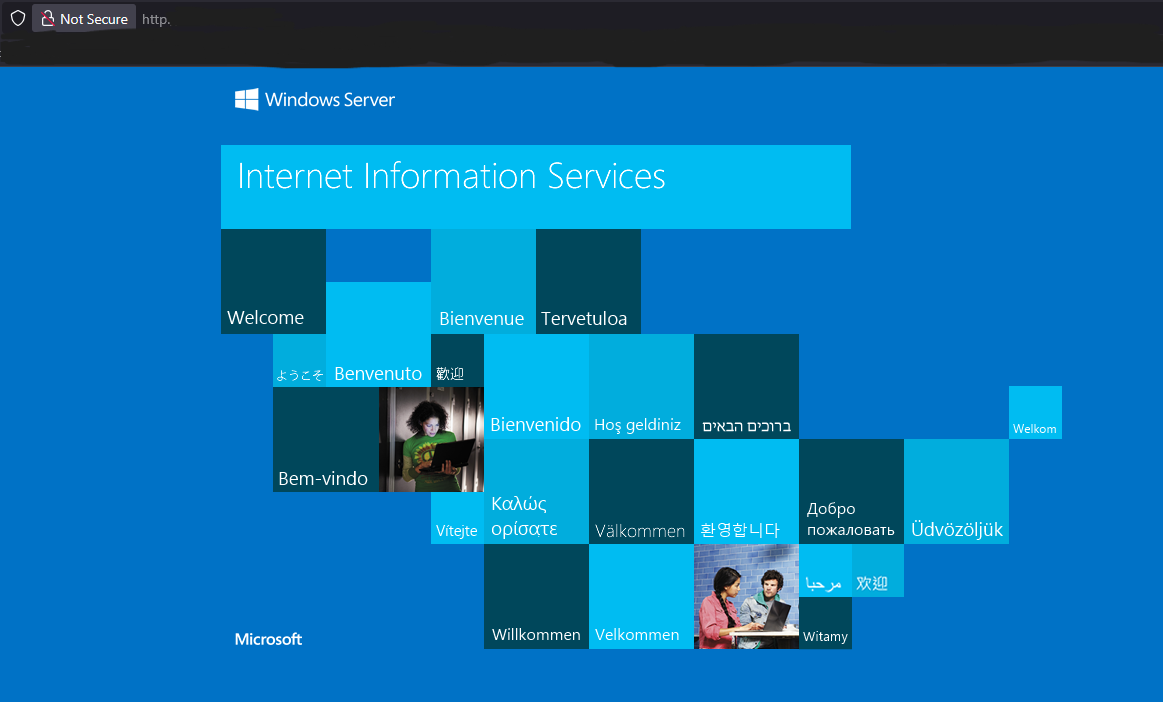 Not Secure http.
Windows Server
Internet Information Services
Welcome
Bienvenue
Tervetuloa
ようこそ
Benvenuto
歡迎
Bienvenido
Hoş geldiniz
ברוכים הבאים
Welkom
Bem-vindo
Vítejte
Καλώς
ορίσατε
Välkommen
환영합니다
Добро
пожаловать
Üdvözöljük
Willkommen
Velkommen
مرحبا
欢迎
Witamy
Microsoft